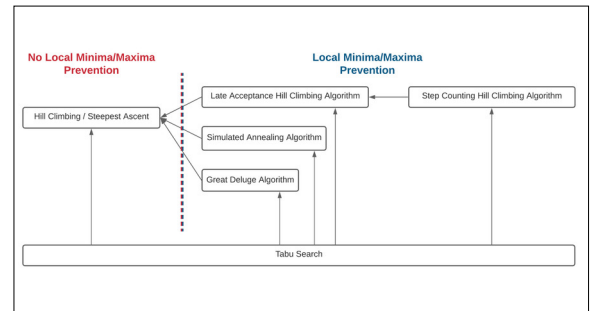 No Local Minima/Maxima
Prevention
Local Minima/Maxima
Prevention
Late Acceptance Hill Climbing Algorithm
Step Counting Hill Climbing Algorithm
Hill Climbing / Steepest Ascent
Simulated Annealing Algorithm
Great Deluge Algorithm
Tabu Search